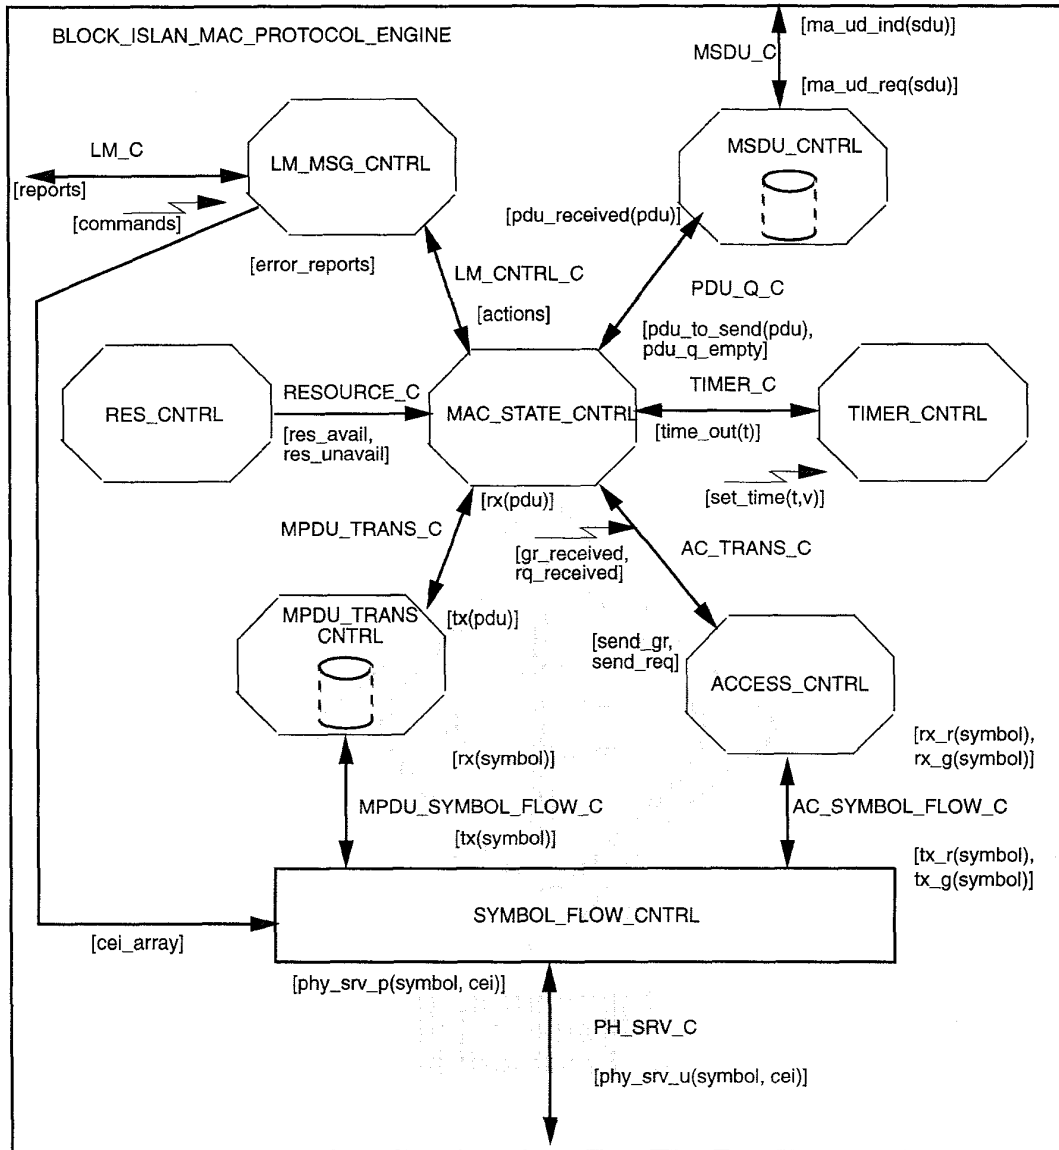 BLOCK_ISLAN_MAC_PROTOCOL_ENGINE
[ma_ud_ind(sdu)]
MSDU_C
[ma_ud_req(sdu)]
LM_C
LM_MSG_CNTRL
MSDU_CNTRL
[reports]
[commands]
[pdu_received(pdu)]
[error_reports]
LM_CNTRL_C
PDU_Q_C
[actions]
[pdu_to_send(pdu),
pdu_q_empty]
RES_CNTRL
RESOURCE_C
MAC_STATE_CNTRL
TIMER_C
TIMER_CNTRL
[res_avail,
res_unavail]
[time_out(t)]
[set_time(t,v)]
[rx(pdu)]
MPDU_TRANS_C
[gr_received,
rq_received]
AC_TRANS_C
MPDU_TRANS
CNTRL
[tx(pdu)]
[send_gr,
send_req]
ACCESS_CNTRL
[rx(symbol)]
[rx_r(symbol),
rx_g(symbol)]
MPDU_SYMBOL_FLOW_C
AC_SYMBOL_FLOW_C
[tx(symbol)]
[tx_r(symbol),
tx_g(symbol)]
SYMBOL_FLOW_CNTRL
[cei_array]
[phy_srv_p(symbol, cei)]
PH_SRV_C
[phy_srv_u(symbol, cei)]